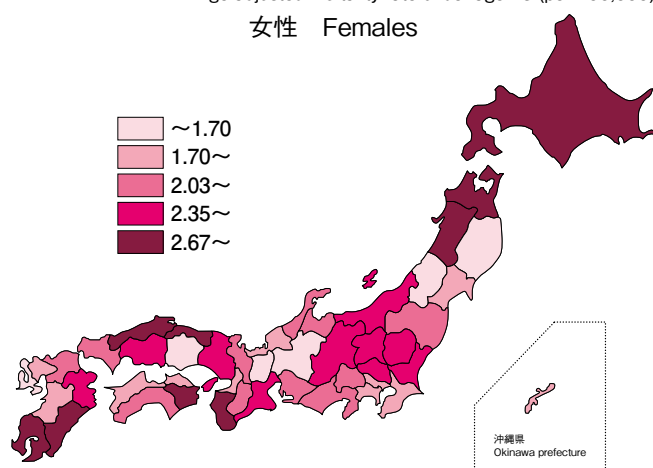 女性 Females
～1.70
1.70～
2.03～
2.35～
2.67～
沖縄県
Okinawa prefecture